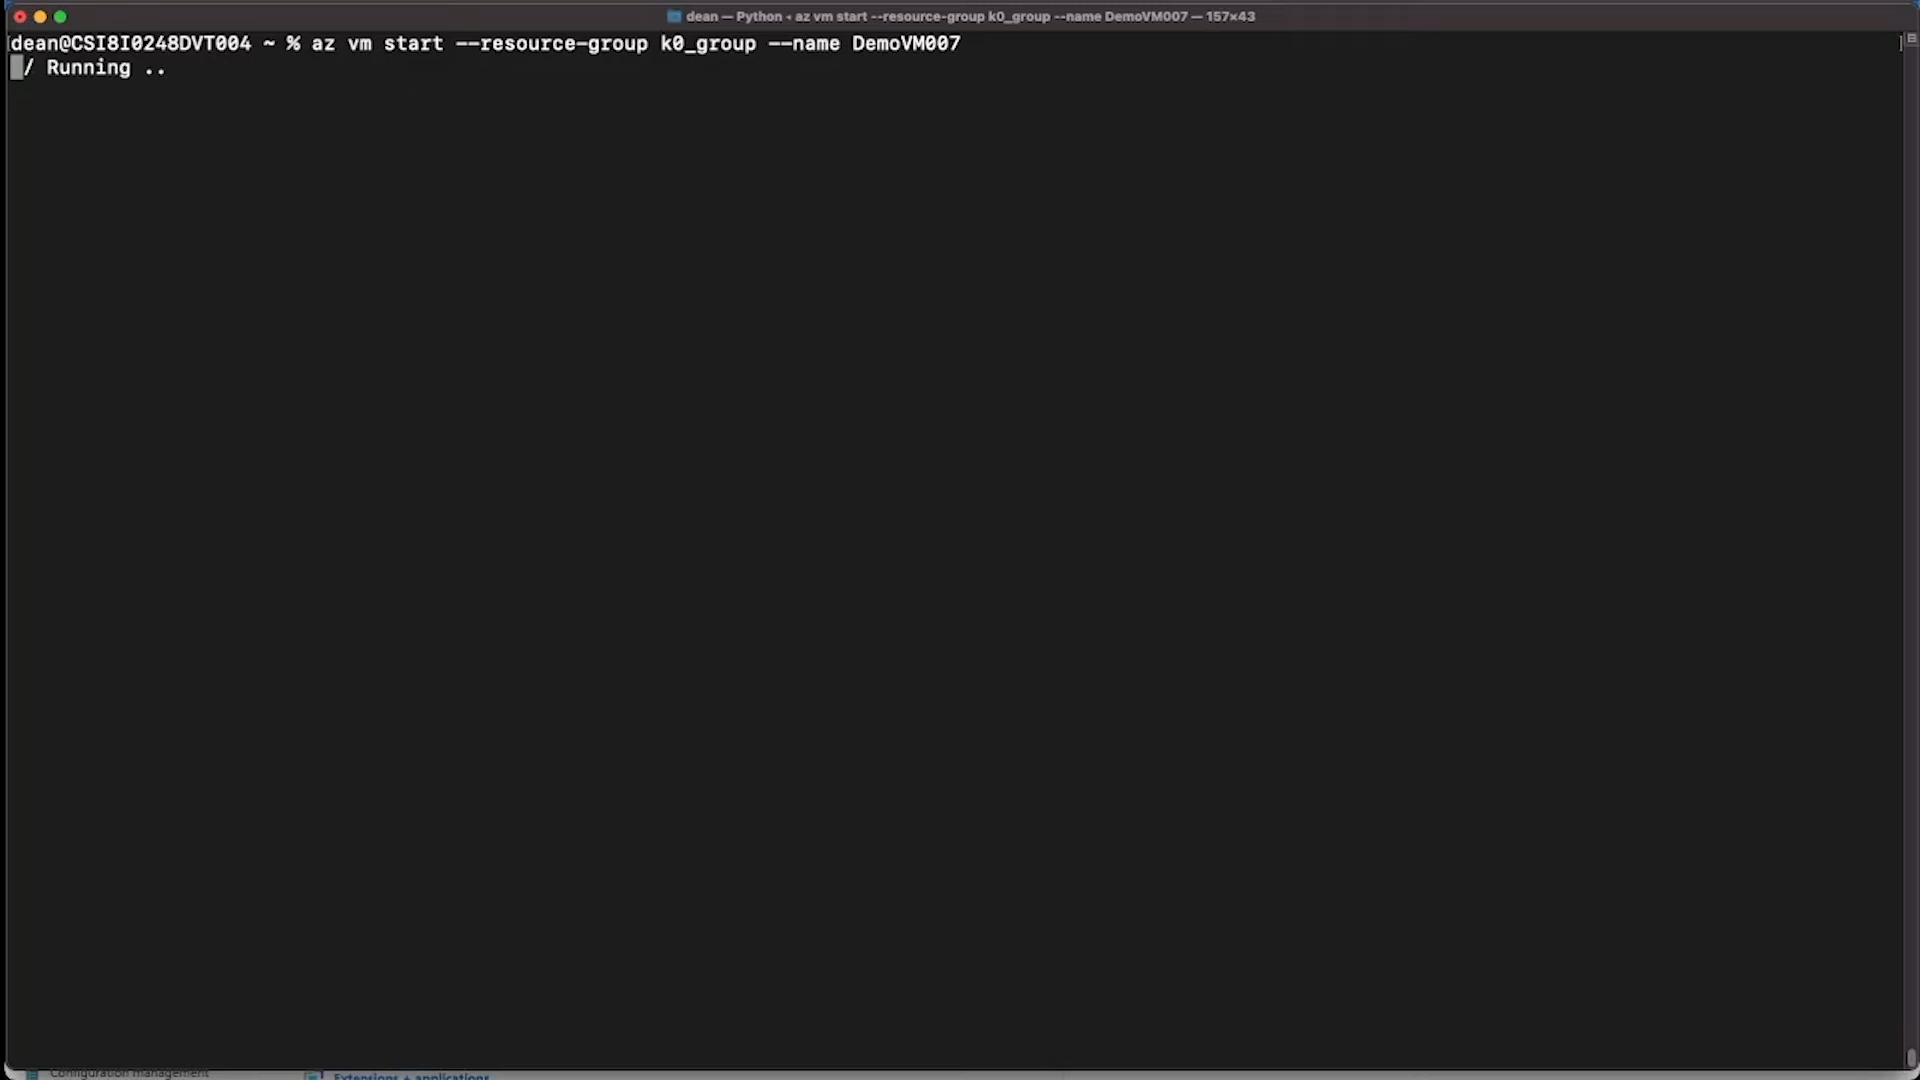 dean — Python ◂ az vm start --resource-group k0_group --name DemoVM007 — 157×43
dean@CSI8I0248DVT004 ~ % az vm start --resource-group k0_group --name DemoVM007
/ Running ..
Configuration management
Extensions + applications